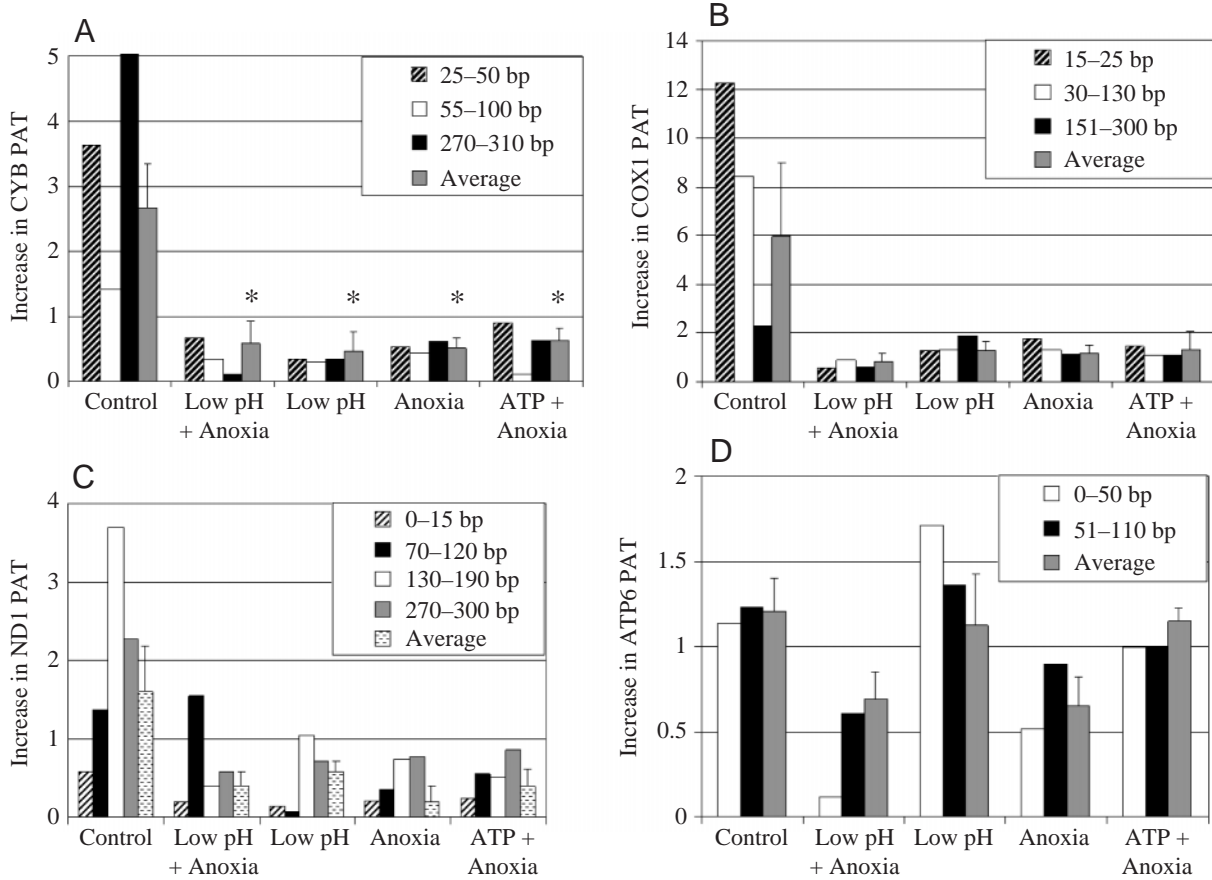 A
Increase in CYB PAT
5
4
3
2
1
0
25–50 bp
55–100 bp
270–310 bp
Average
* * * *
Control Low pH + Anoxia Low pH Anoxia ATP + Anoxia
B
Increase in COX1 PAT
14
12
10
8
6
4
2
0
15–25 bp
30–130 bp
151–300 bp
Average
Control Low pH + Anoxia Low pH Anoxia ATP + Anoxia
C
Increase in ND1 PAT
4
3
2
1
0
0–15 bp
70–120 bp
130–190 bp
270–300 bp
Average
Control Low pH + Anoxia Low pH Anoxia ATP + Anoxia
D
Increase in ATP6 PAT
2
1.5
1
0.5
0
0–50 bp
51–110 bp
Average
Control Low pH + Anoxia Low pH Anoxia ATP + Anoxia